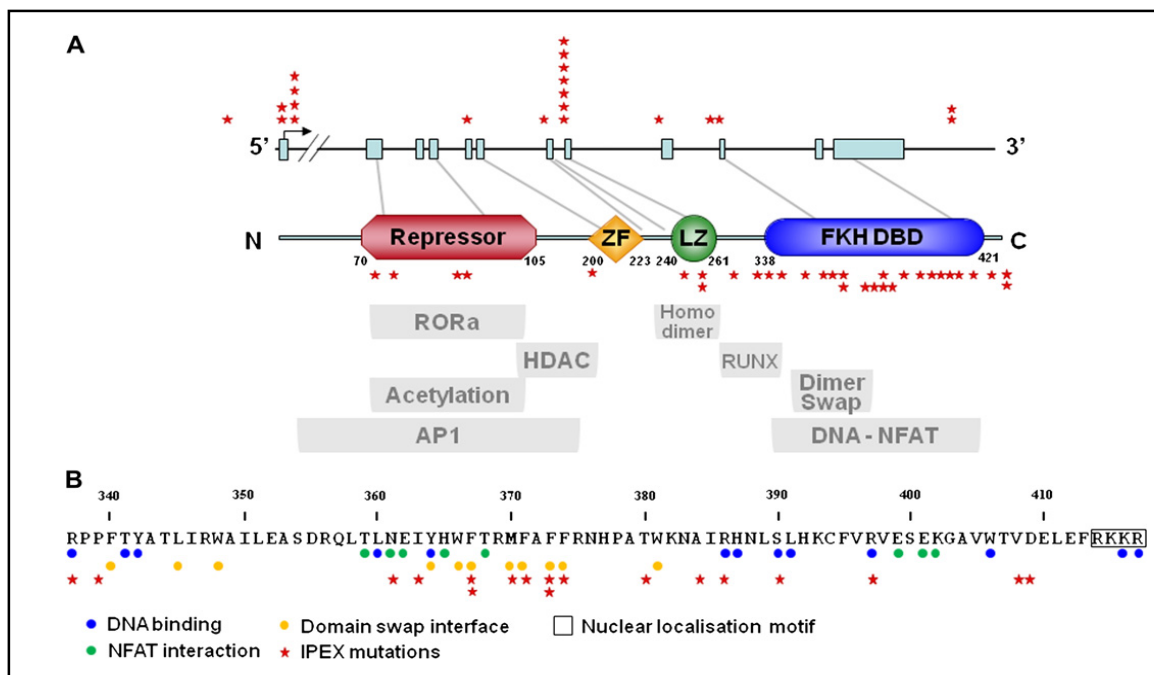 A
5’
3’
N
Repressor
ZF
LZ
FKH DBD
C
70
105
200
223
240
261
338
421
RORa
Homo
dimer
HDAC
RUNX
Acetylation
Dimer
Swap
AP1
DNA - NFAT
B
340 350 360 370 380 390 400 410
RPPFTYATLIRWAILEASDRQLTLNEIYHWFTRMFAFFRNHPATWKNAIRHNLSLHKCFVRVESEKGAVWTVDELEFRKKR
DNA binding
Domain swap interface
Nuclear localisation motif
NFAT interaction
IPEX mutations